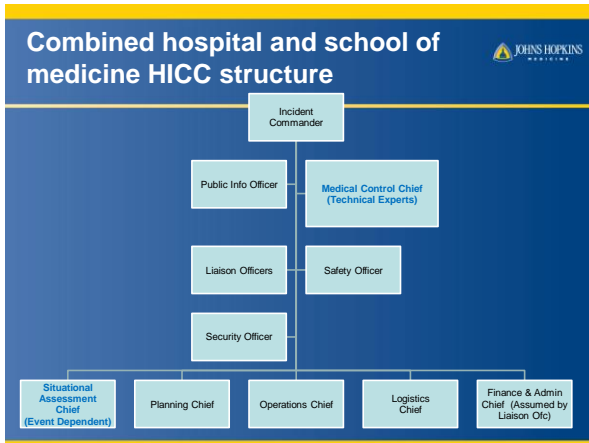 Combined hospital and school of
medicine HICC structure
JOHNS HOPKINS
MEDICINE
Incident
Commander
Public Info Officer
Medical Control Chief
(Technical Experts)
Liaison Officers
Safety Officer
Security Officer
Situational
Assessment
Chief
(Event Dependent)
Planning Chief
Operations Chief
Logistics
Chief
Finance & Admin
Chief (Assumed by
Liaison Ofc)